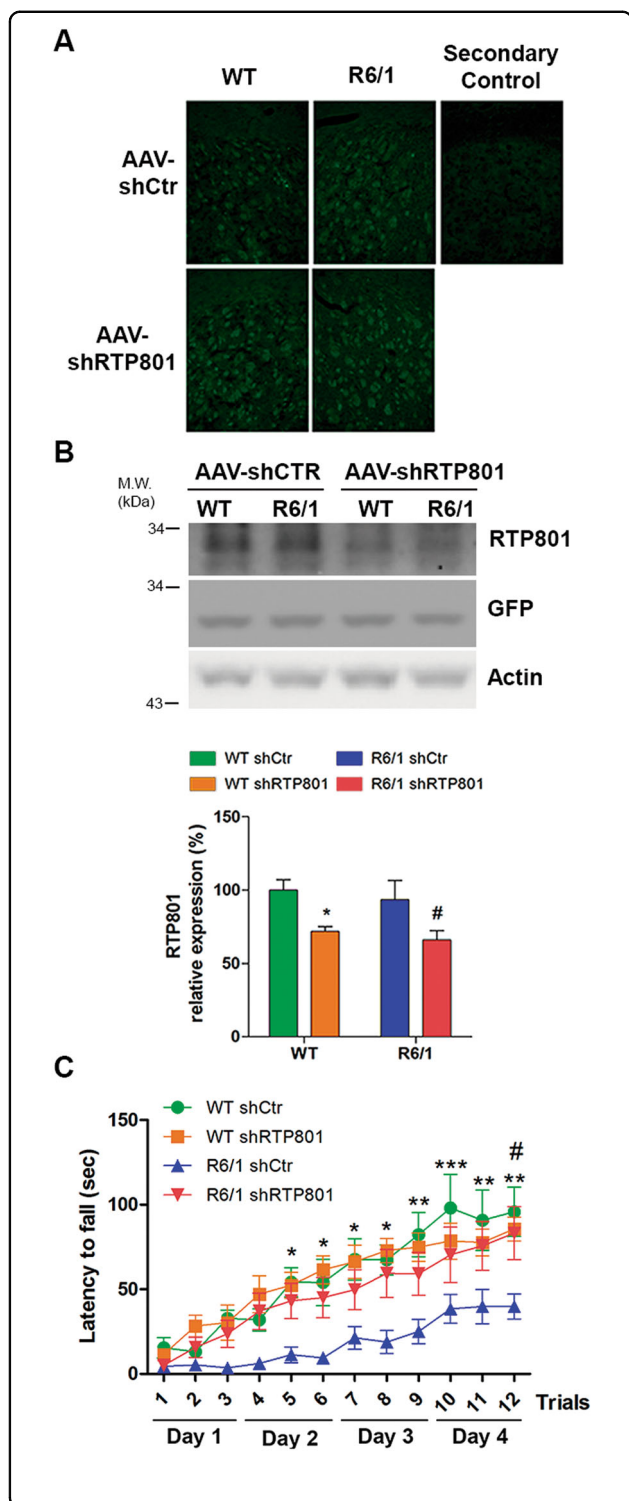 A
WT
R6/1
Secondary
Control
AAV-
shCtr
AAV-
shRTP801
B
M.W.
(kDa)
AAV-shCTR
AAV-shRTP801
WT
R6/1
WT
R6/1
34
RTP801
34
GFP
Actin
43
WT shCtr
R6/1 shCtr
WT shRTP801
R6/1 shRTP801
RTP801
relative expression (%)
150
100
50
0
*
#
WT
R6/1
C
WT shCtr
WT shRTP801
R6/1 shCtr
R6/1 shRTP801
Latency to fall (sec)
150
100
50
0
* * * * ** *** ** # **
1 2 3 4 5 6 7 8 9 10 11 12 Trials
Day 1 Day 2 Day 3 Day 4